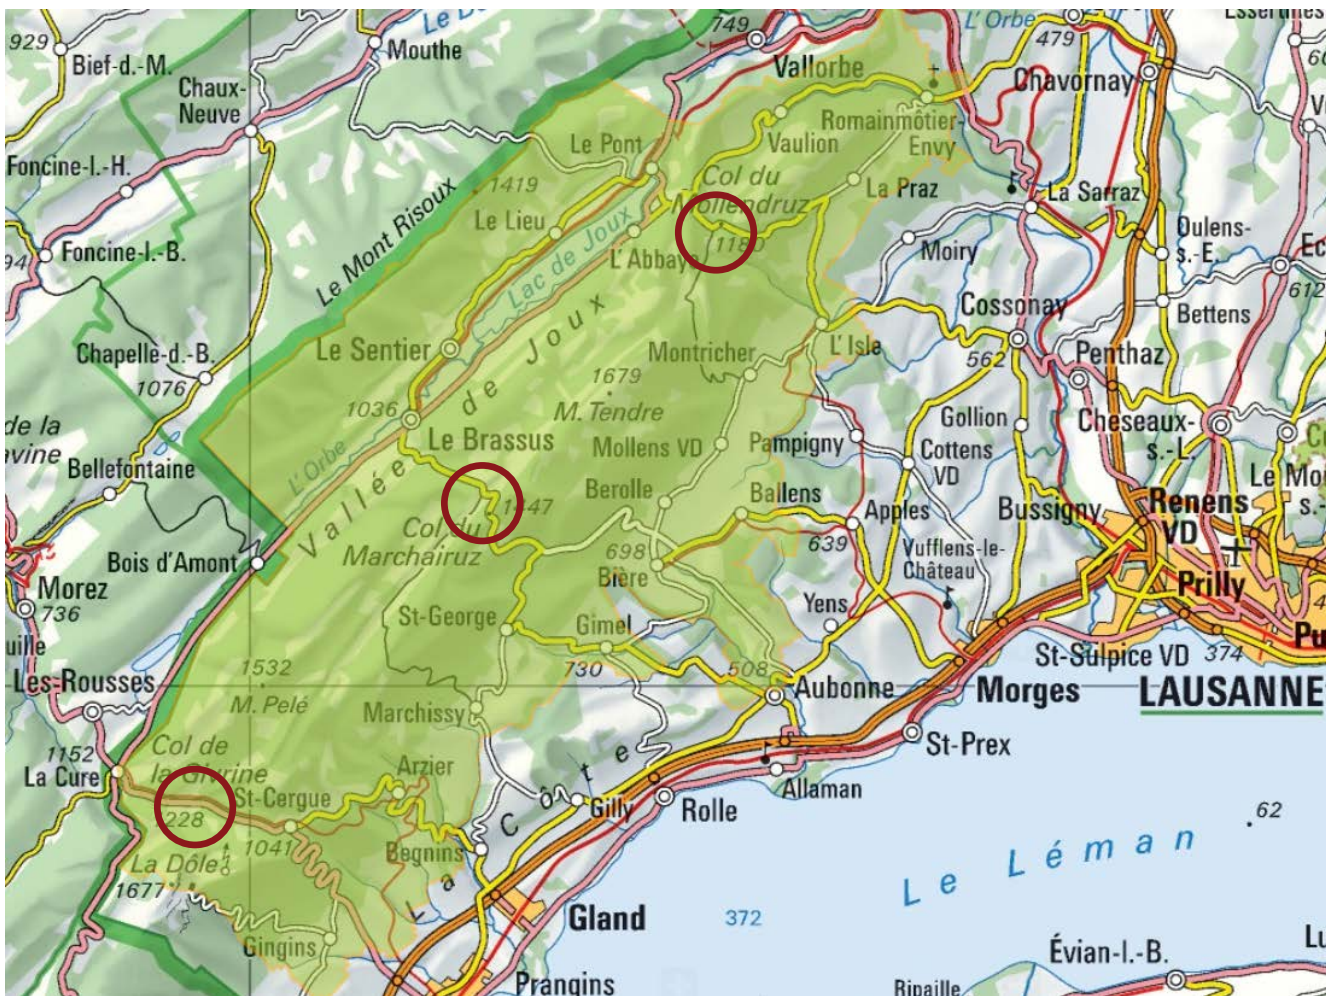 929
Bief-d.-M.
Mouthe
749
L'Orbe
479
Chaux-
Neuve
Vallorbe
Chavornay
Le Pont
Vaulion
Romainmôtier-
Envy
Foncine-l.-H.
1419
Col du
Mollendruz
1180
La Praz
La Sarraz
Le Mont Risoux
Le Lieu
Lac de Joux
L'Abbaye
Moiry
Oulens-
s.-E.
Foncine-l.-B.
Cossonay
Bettens
612
Chapelle-d.-B.
1076
Le Sentier
Montricher
L'Isle
562
Penthaz
1036
Le Brassus
1679
M. Tendre
Gollion
Cheseaux-
s.-L.
de la
Mollens VD
Pampigny
Cottens
VD
Bellefontaine
L'Orbe
Vallée de Joux
1447
Col du
Marchairuz
Berolle
Ballens
Apples
Bussigny
Renens
VD
Bois d'Amont
698
Bière
639
Vufflens-le-
Château
Prilly
Morez
736
St-George
Gimel
Yens
St-Sulpice VD
374
1532
M. Pelé
730
508
Les-Rousses
Marchissy
Aubonne
Morges
LAUSANNE
St-Prex
1152
La Cure
Col de
la Givrine
228
Arzier
St-Cergue
La Côte
Allaman
Gilly
Rolle
62
1041
La Dôle
1677
Begnins
Le Léman
Gingins
Gland
372
Prangins
Évian-l.-B.
Ripaille